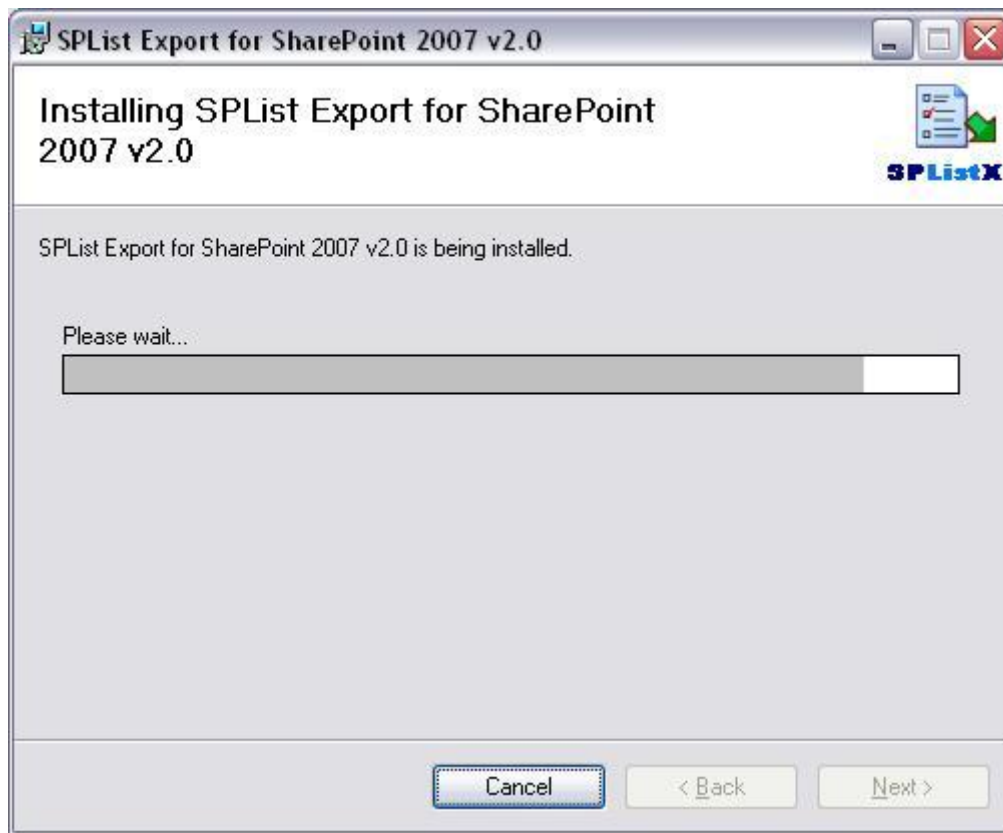 SPList Export for SharePoint 2007 v2.0
Installing SPList Export for SharePoint
2007 v2.0
SPListX
SPList Export for SharePoint 2007 v2.0 is being installed.
Please wait...
Cancel
< Back
Next >